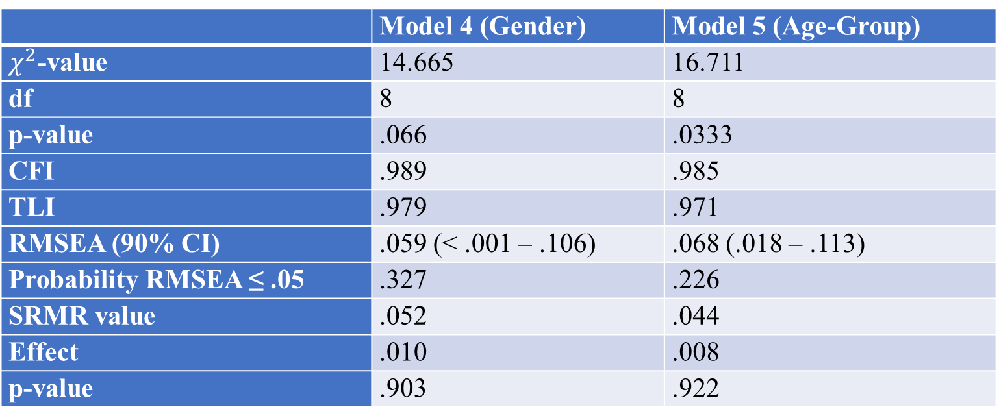 Model 4 (Gender) Model 5 (Age-Group)
χ²-value 14.665 16.711
df 8 8
p-value .066 .0333
CFI .989 .985
TLI .979 .971
RMSEA (90% CI) .059 (< .001 – .106) .068 (.018 – .113)
Probability RMSEA ≤ .05 .327 .226
SRMR value .052 .044
Effect .010 .008
p-value .903 .922